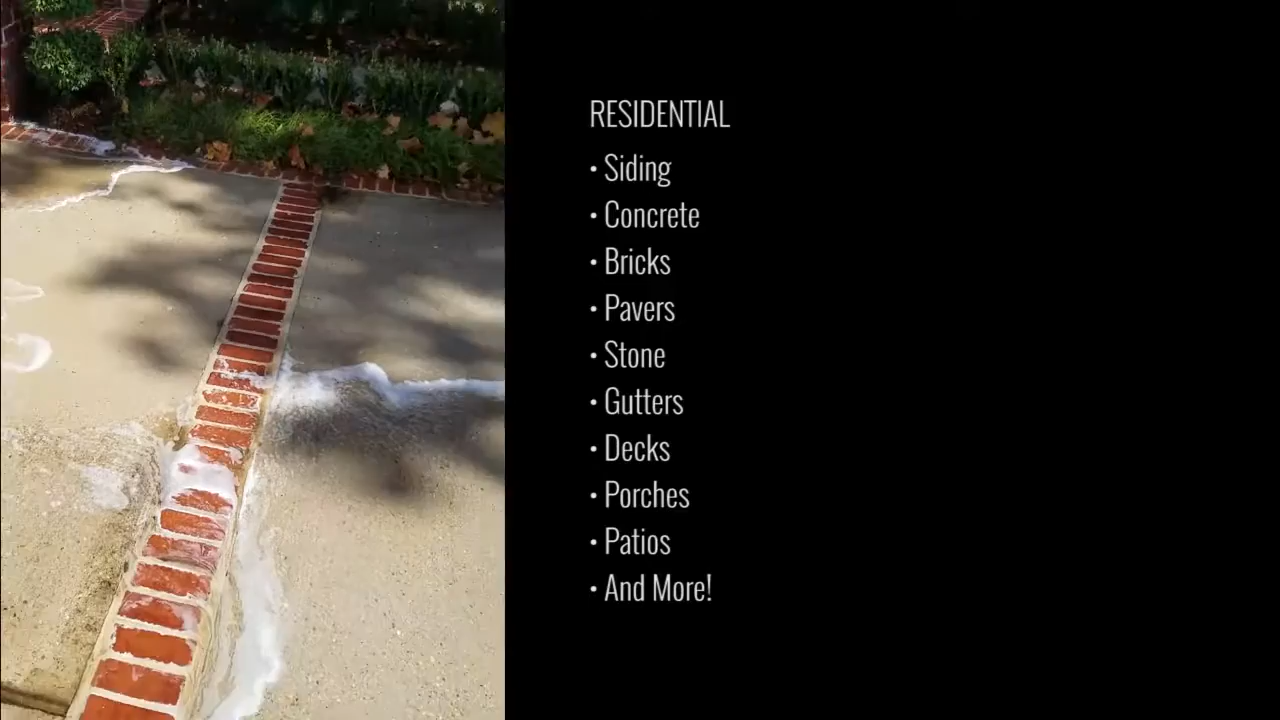 RESIDENTIAL
• Siding
• Concrete
• Bricks
• Pavers
• Stone
• Gutters
• Decks
• Porches
• Patios
• And More!